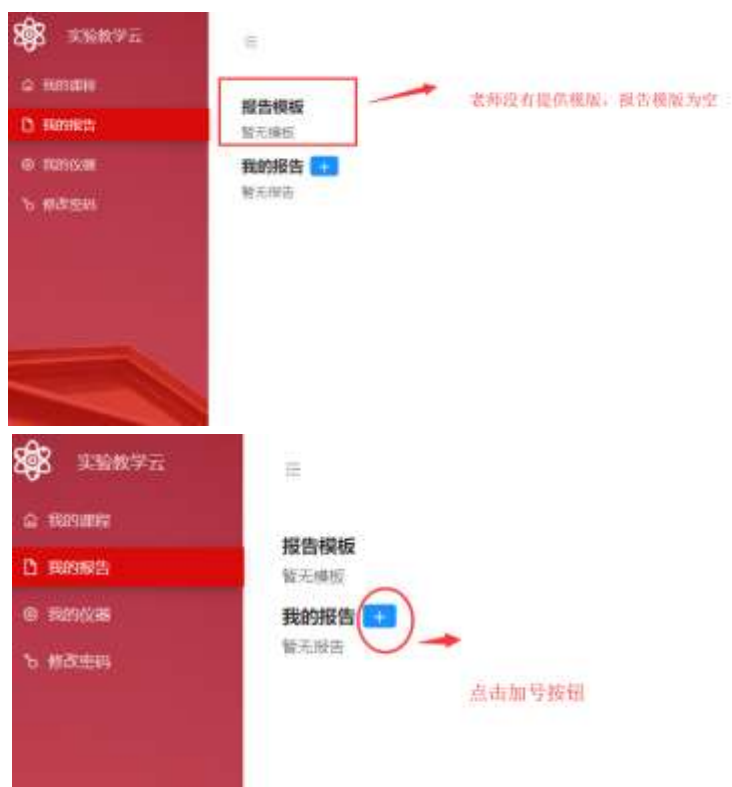 实验教学云
我的课程
我的报告
我的仪器
修改密码
报告模板
暂无模板
我的报告 +
暂无报告
老师没有提供模版，报告模版为空
实验教学云
我的课程
我的报告
我的仪器
修改密码
报告模板
暂无模板
我的报告 +
暂无报告
点击加号按钮